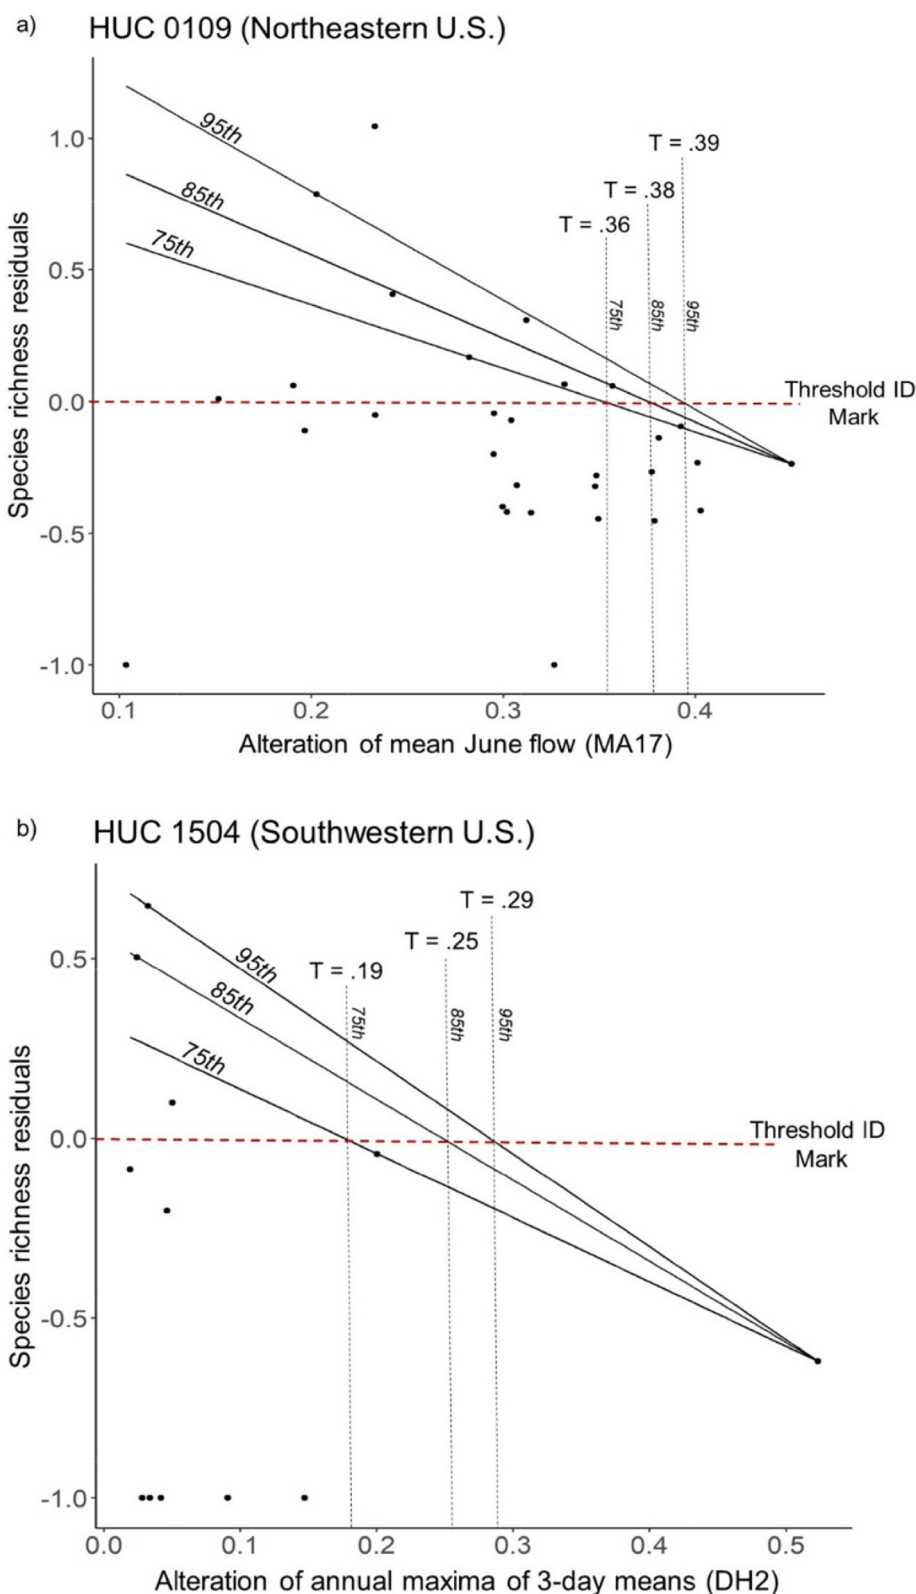 a) HUC 0109 (Northeastern U.S.)
Species richness residuals
1.0
0.5
0.0
-0.5
-1.0
95th
85th
75th
T = .39
T = .38
T = .36
75th
85th
95th
Threshold ID
Mark
0.1 0.2 0.3 0.4
Alteration of mean June flow (MA17)
b) HUC 1504 (Southwestern U.S.)
Species richness residuals
0.5
0.0
-0.5
-1.0
95th
85th
75th
T = .29
T = .25
T = .19
75th
85th
95th
Threshold ID
Mark
0.0 0.1 0.2 0.3 0.4 0.5
Alteration of annual maxima of 3-day means (DH2)